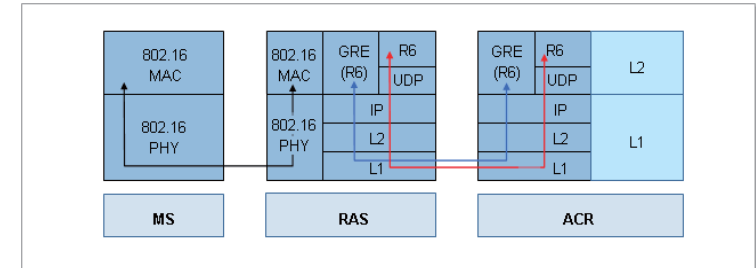 802.16
MAC
802.16
PHY
MS
802.16
MAC
802.16
PHY
GRE
(R6)
R6
UDP
IP
L2
L1
RAS
GRE
(R6)
R6
UDP
IP
L2
L1
L2
L1
ACR